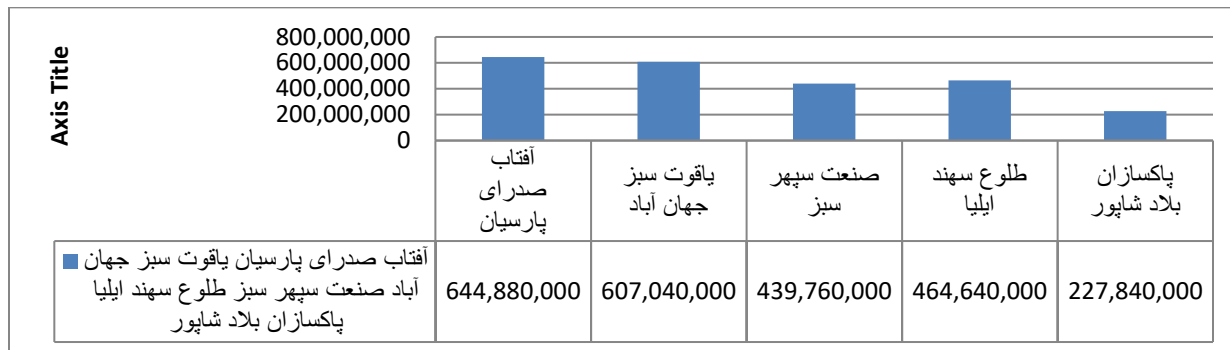 Axis Title
800,000,000
600,000,000
400,000,000
200,000,000
0
آفتاب
صدرای
پارسیان
یاقوت سبز
جهان آباد
صنعت سپهر
سبز
طلوع سهند
ایلیا
پاکسازان
بلاد شاپور
آفتاب صدرای پارسیان یاقوت سبز جهان
آباد صنعت سپهر سبز طلوع سهند ایلیا
پاکسازان بلاد شاپور
644,880,000
607,040,000
439,760,000
464,640,000
227,840,000